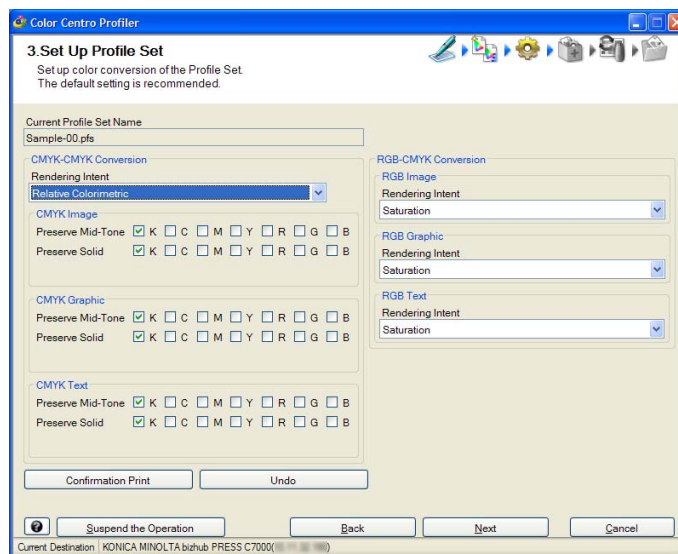 Color Centro Profiler
3.Set Up Profile Set
Set up color conversion of the Profile Set.
The default setting is recommended.
Current Profile Set Name
Sample-00.pfs
CMYK-CMYK Conversion
Rendering Intent
Relative Colorimetric
CMYK Image
Preserve Mid-Tone K C M Y R G B
Preserve Solid K C M Y R G B
CMYK Graphic
Preserve Mid-Tone K C M Y R G B
Preserve Solid K C M Y R G B
CMYK Text
Preserve Mid-Tone K C M Y R G B
Preserve Solid K C M Y R G B
RGB-CMYK Conversion
RGB Image
Rendering Intent
Saturation
RGB Graphic
Rendering Intent
Saturation
RGB Text
Rendering Intent
Saturation
Confirmation Print Undo
? Suspend the Operation Back Next Cancel
Current Destination KONICA MINOLTA bizhub PRESS C7000( )